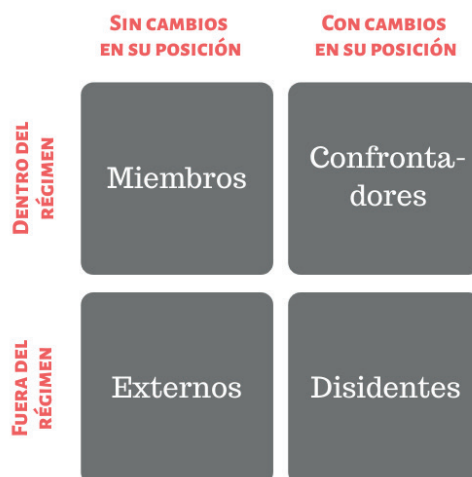 SIN CAMBIOS
EN SU POSICIÓN
CON CAMBIOS
EN SU POSICIÓN
DENTRO DEL
RÉGIMEN
Miembros
Confronta-
dores
FUERA DEL
RÉGIMEN
Externos
Disidentes